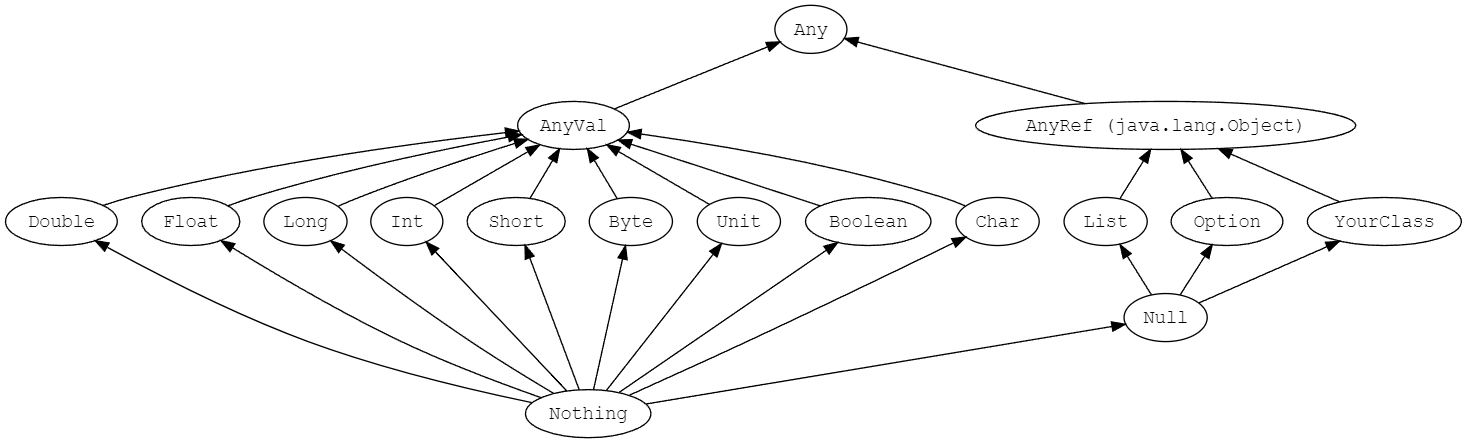 Any
AnyVal
AnyRef (java.lang.Object)
Double
Float
Long
Int
Short
Byte
Unit
Boolean
Char
List
Option
YourClass
Null
Nothing